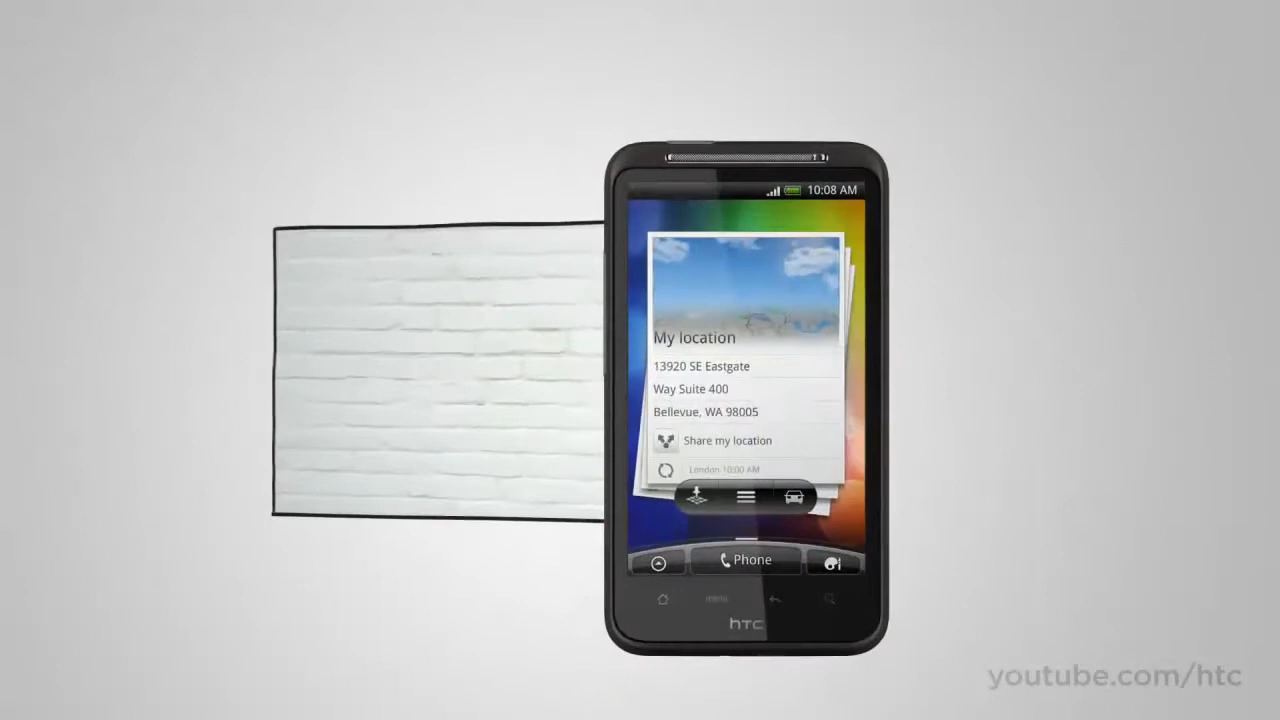 10:08 AM
My location
13920 SE Eastgate
Way Suite 400
Bellevue, WA 98005
Share my location
London 10:00 AM
Phone
menu
hTC
youtube.com/htc